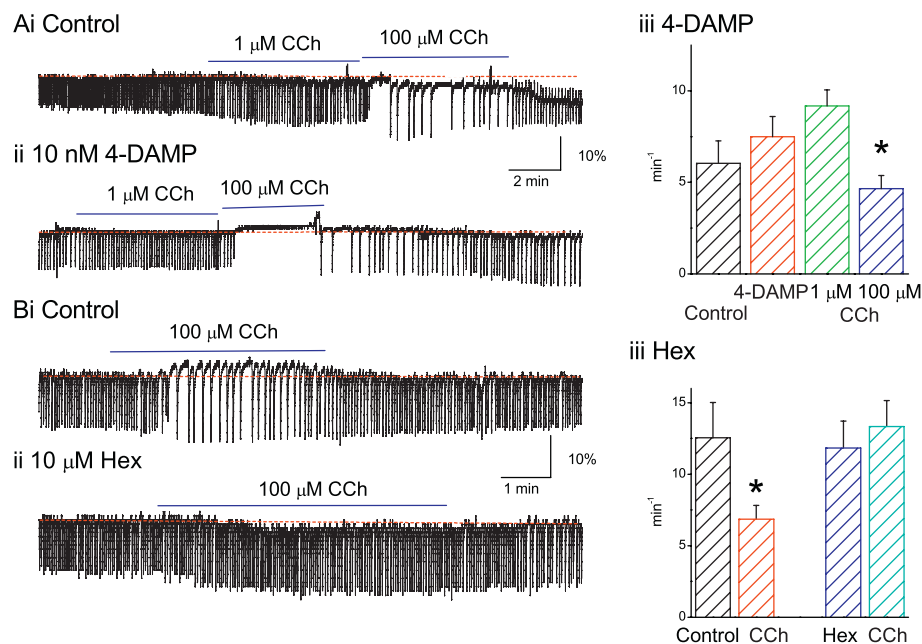 Ai Control
1 μM CCh
100 μM CCh
10%
2 min
ii 10 nM 4-DAMP
1 μM CCh
100 μM CCh
iii 4-DAMP
10
5
0
min-1
*
4-DAMP 1 μM 100 μM
Control
CCh
Bi Control
100 μM CCh
10%
1 min
ii 10 μM Hex
100 μM CCh
iii Hex
15
10
5
0
min-1
*
Control CCh Hex CCh